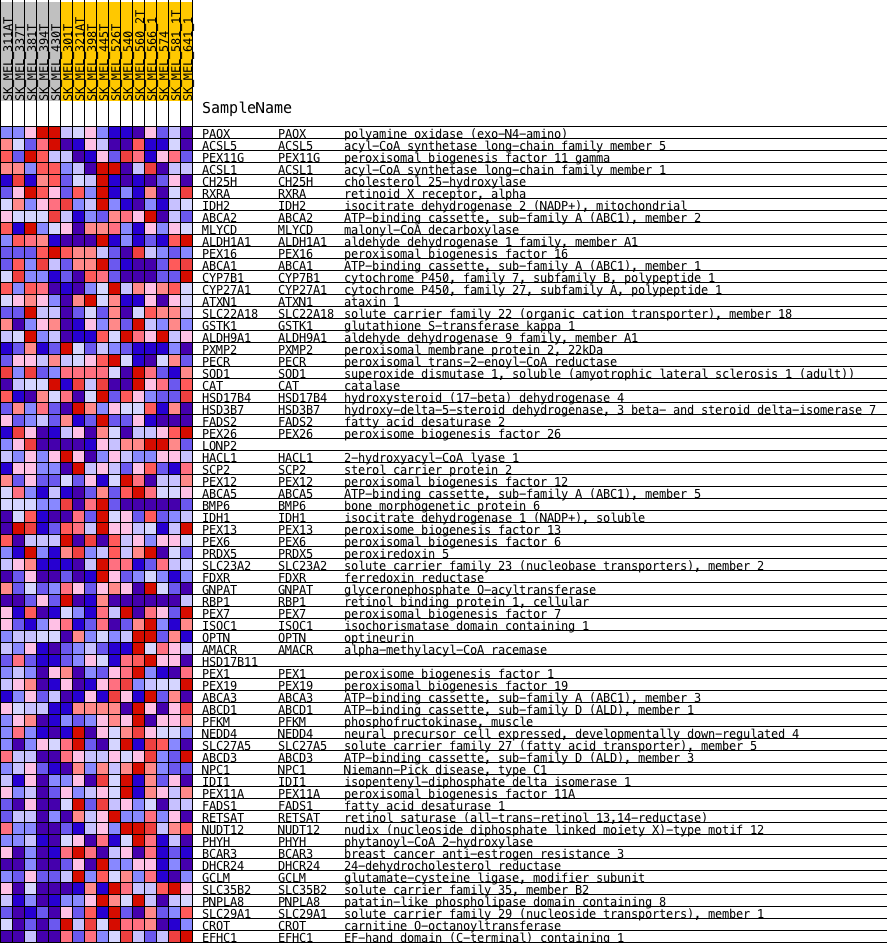 SK_MEL_311AT
SK_MEL_337T
SK_MEL_381T
SK_MEL_394T
SK_MEL_430T
SK_MEL_301T
SK_MEL_321AT
SK_MEL_398T
SK_MEL_445T
SK_MEL_526T
SK_MEL_540
SK_MEL_560_2T
SK_MEL_566_1
SK_MEL_574
SK_MEL_581_1T
SK_MEL_641_1
SampleName
PAOX PAOX polyamine oxidase (exo-N4-amino)
ACSL5 ACSL5 acyl-CoA synthetase long-chain family member 5
PEX11G PEX11G peroxisomal biogenesis factor 11 gamma
ACSL1 ACSL1 acyl-CoA synthetase long-chain family member 1
CH25H CH25H cholesterol 25-hydroxylase
RXRA RXRA retinoid X receptor, alpha
IDH2 IDH2 isocitrate dehydrogenase 2 (NADP+), mitochondrial
ABCA2 ABCA2 ATP-binding cassette, sub-family A (ABC1), member 2
MLYCD MLYCD malonyl-CoA decarboxylase
ALDH1A1 ALDH1A1 aldehyde dehydrogenase 1 family, member A1
PEX16 PEX16 peroxisomal biogenesis factor 16
ABCA1 ABCA1 ATP-binding cassette, sub-family A (ABC1), member 1
CYP7B1 CYP7B1 cytochrome P450, family 7, subfamily B, polypeptide 1
CYP27A1 CYP27A1 cytochrome P450, family 27, subfamily A, polypeptide 1
ATXN1 ATXN1 ataxin 1
SLC22A18 SLC22A18 solute carrier family 22 (organic cation transporter), member 18
GSTK1 GSTK1 glutathione S-transferase kappa 1
ALDH9A1 ALDH9A1 aldehyde dehydrogenase 9 family, member A1
PXMP2 PXMP2 peroxisomal membrane protein 2, 22kDa
PECR PECR peroxisomal trans-2-enoyl-CoA reductase
SOD1 SOD1 superoxide dismutase 1, soluble (amyotrophic lateral sclerosis 1 (adult))
CAT CAT catalase
HSD17B4 HSD17B4 hydroxysteroid (17-beta) dehydrogenase 4
HSD3B7 HSD3B7 hydroxy-delta-5-steroid dehydrogenase, 3 beta- and steroid delta-isomerase 7
FADS2 FADS2 fatty acid desaturase 2
PEX26 PEX26 peroxisome biogenesis factor 26
LONP2
HACL1 HACL1 2-hydroxyacyl-CoA lyase 1
SCP2 SCP2 sterol carrier protein 2
PEX12 PEX12 peroxisomal biogenesis factor 12
ABCA5 ABCA5 ATP-binding cassette, sub-family A (ABC1), member 5
BMP6 BMP6 bone morphogenetic protein 6
IDH1 IDH1 isocitrate dehydrogenase 1 (NADP+), soluble
PEX13 PEX13 peroxisome biogenesis factor 13
PEX6 PEX6 peroxisomal biogenesis factor 6
PRDX5 PRDX5 peroxiredoxin 5
SLC23A2 SLC23A2 solute carrier family 23 (nucleobase transporters), member 2
FDXR FDXR ferredoxin reductase
GNPAT GNPAT glyceronephosphate O-acyltransferase
RBP1 RBP1 retinol binding protein 1, cellular
PEX7 PEX7 peroxisomal biogenesis factor 7
ISOC1 ISOC1 isochorismatase domain containing 1
OPTN OPTN optineurin
AMACR AMACR alpha-methylacyl-CoA racemase
HSD17B11
PEX1 PEX1 peroxisome biogenesis factor 1
PEX19 PEX19 peroxisomal biogenesis factor 19
ABCA3 ABCA3 ATP-binding cassette, sub-family A (ABC1), member 3
ABCD1 ABCD1 ATP-binding cassette, sub-family D (ALD), member 1
PFKM PFKM phosphofructokinase, muscle
NEDD4 NEDD4 neural precursor cell expressed, developmentally down-regulated 4
SLC27A5 SLC27A5 solute carrier family 27 (fatty acid transporter), member 5
ABCD3 ABCD3 ATP-binding cassette, sub-family D (ALD), member 3
NPC1 NPC1 Niemann-Pick disease, type C1
IDI1 IDI1 isopentenyl-diphosphate delta isomerase 1
PEX11A PEX11A peroxisomal biogenesis factor 11A
FADS1 FADS1 fatty acid desaturase 1
RETSAT RETSAT retinol saturase (all-trans-retinol 13,14-reductase)
NUDT12 NUDT12 nudix (nucleoside diphosphate linked moiety X)-type motif 12
PHYH PHYH phytanoyl-CoA 2-hydroxylase
BCAR3 BCAR3 breast cancer anti-estrogen resistance 3
DHCR24 DHCR24 24-dehydrocholesterol reductase
GCLM GCLM glutamate-cysteine ligase, modifier subunit
SLC35B2 SLC35B2 solute carrier family 35, member B2
PNPLA8 PNPLA8 patatin-like phospholipase domain containing 8
SLC29A1 SLC29A1 solute carrier family 29 (nucleoside transporters), member 1
CROT CROT carnitine O-octanoyltransferase
EFHC1 EFHC1 EF-hand domain (C-terminal) containing 1